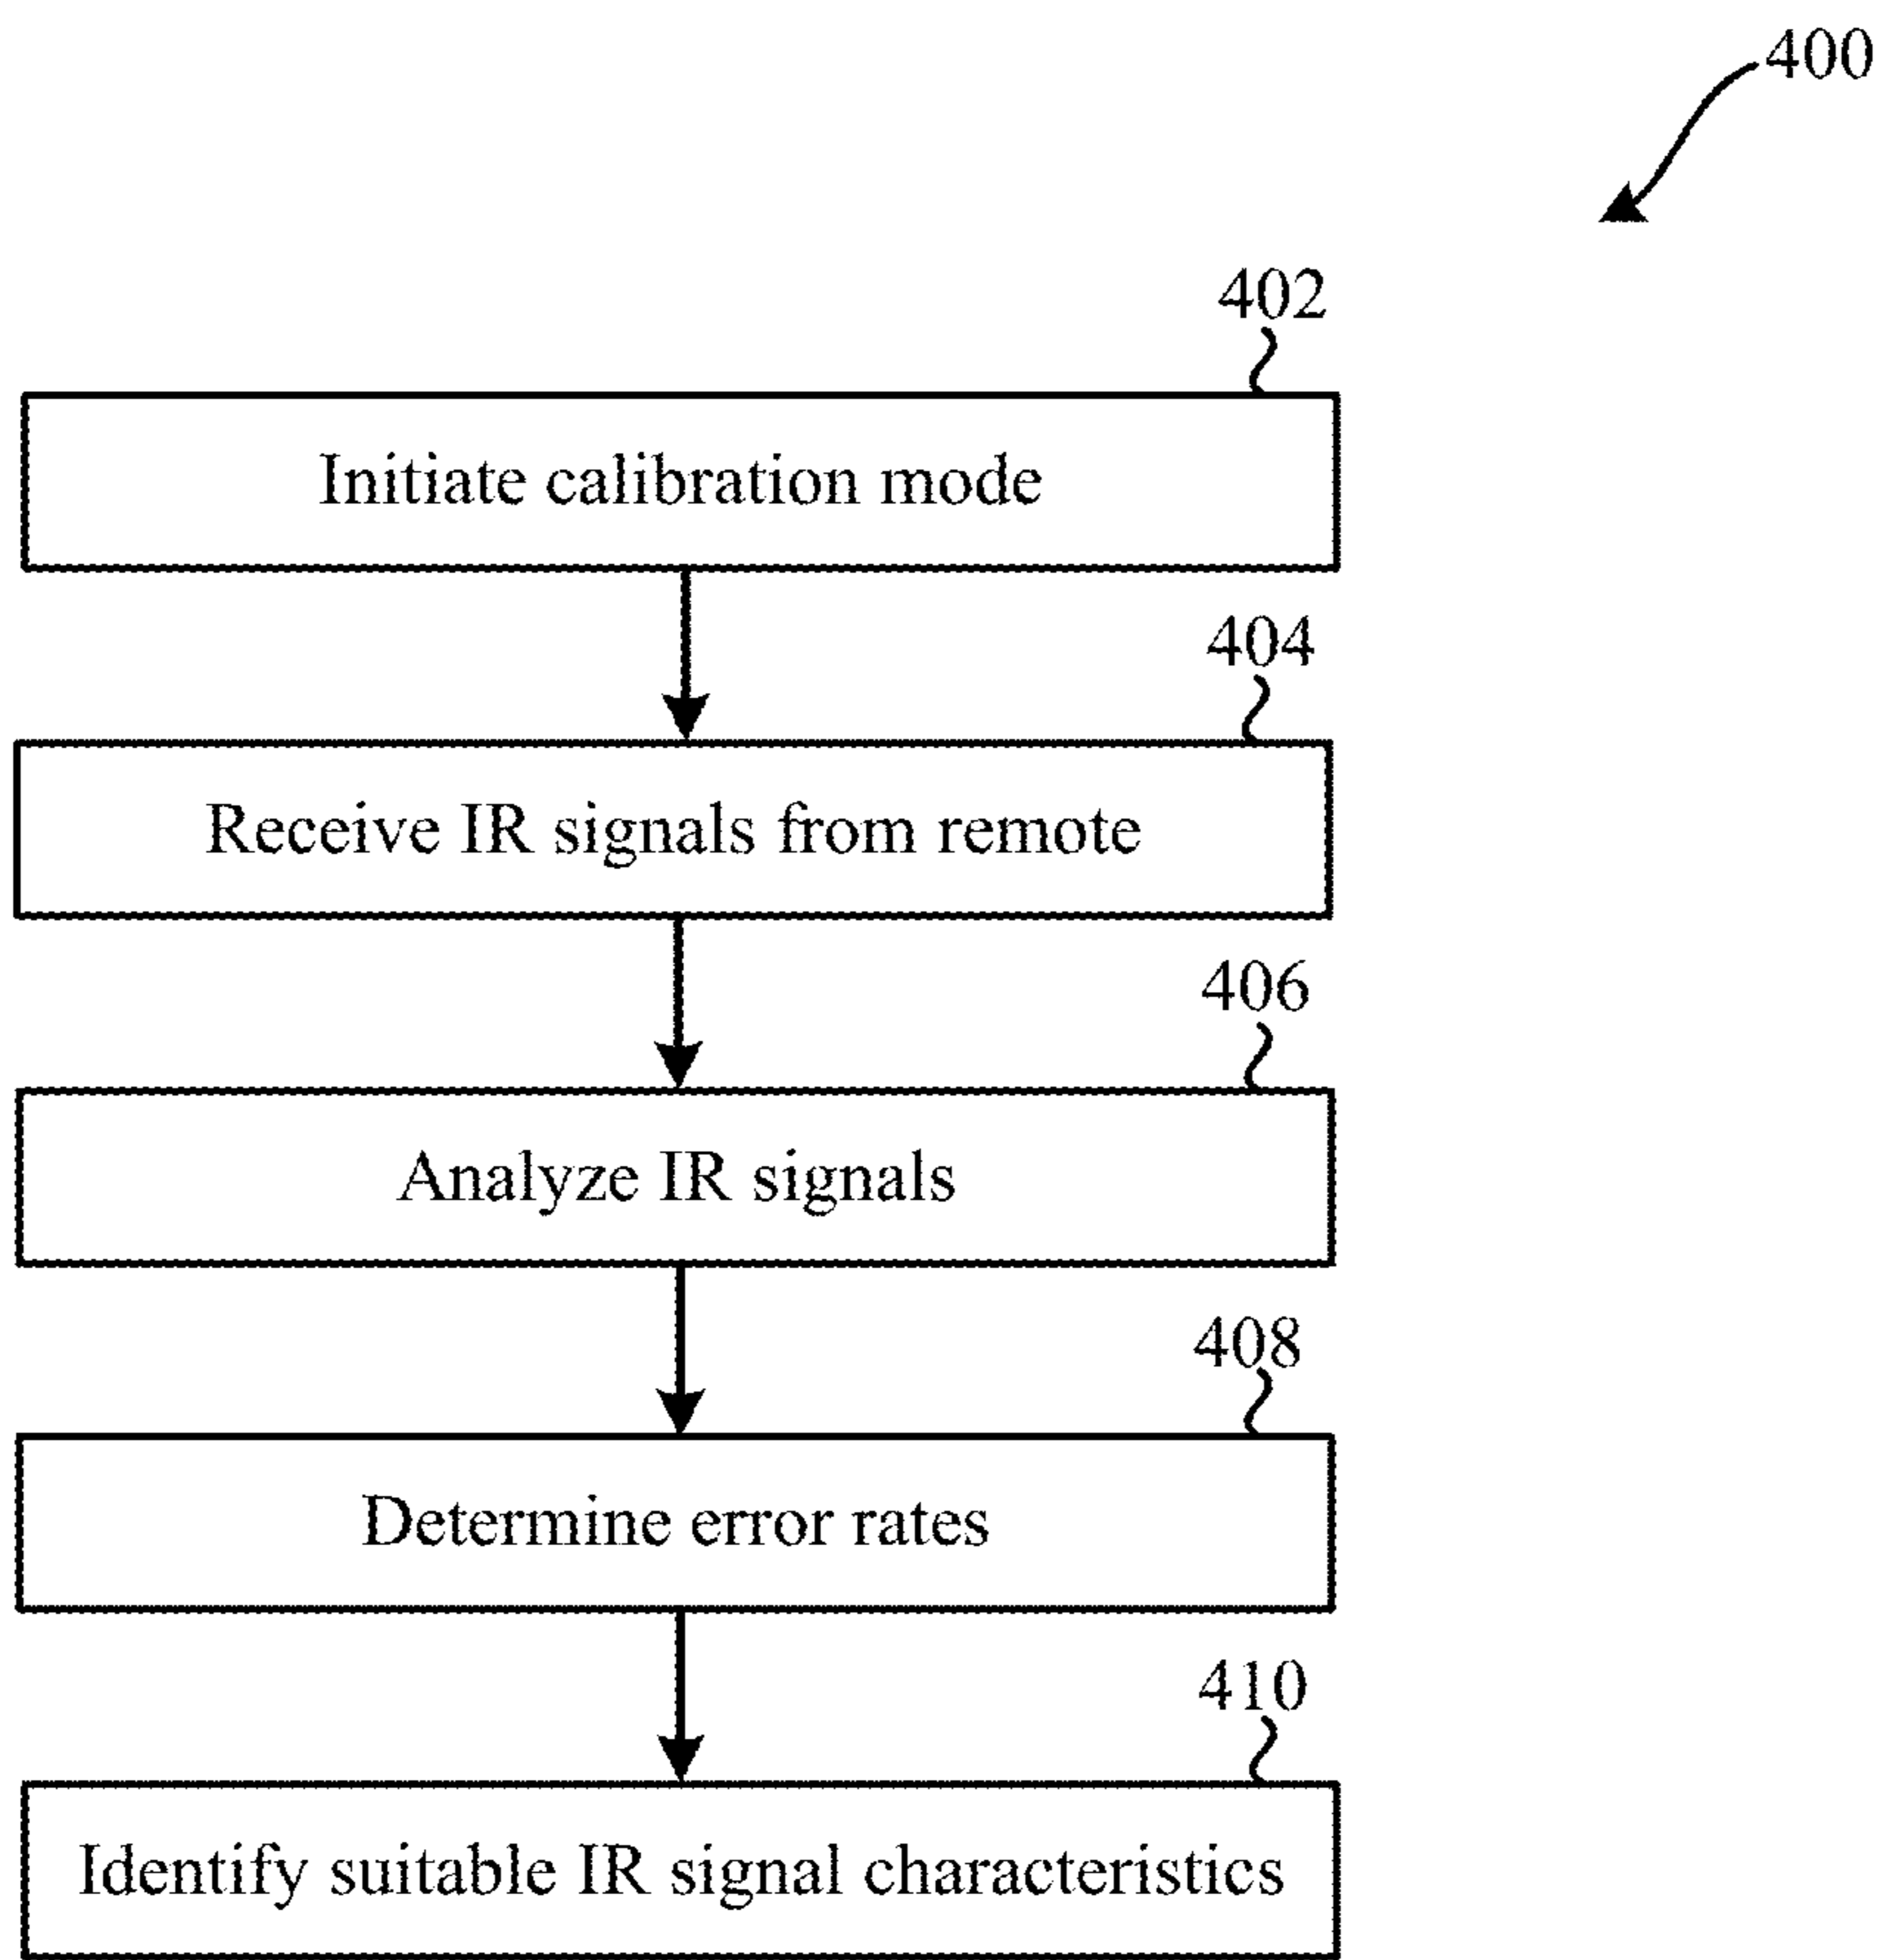 400
402
Initiate calibration mode
404
Receive IR signals from remote
406
Analyze IR signals
408
Determine error rates
410
Identify suitable IR signal characteristics